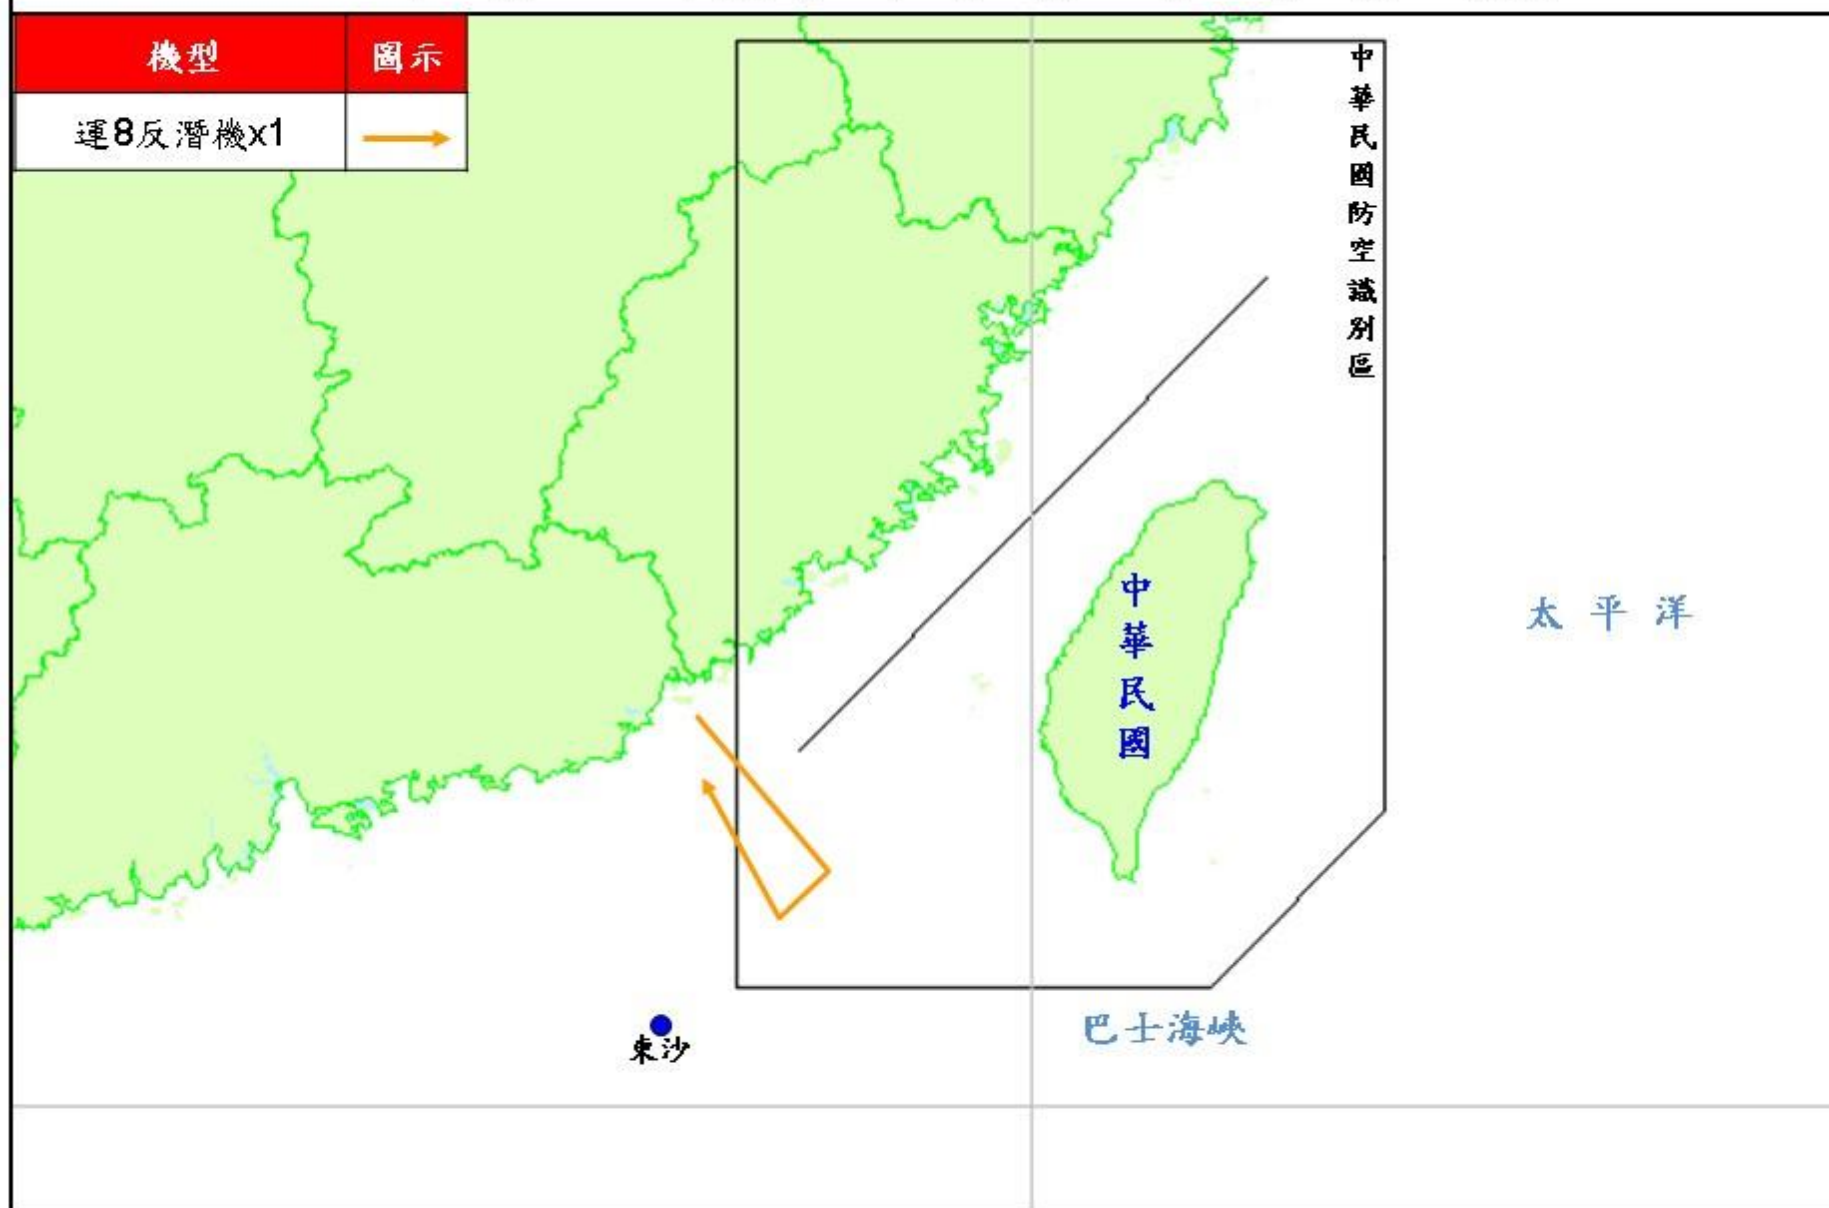 機型 圖示
運8反潛機x1
中華民國防空識別區
中華民國
太平洋
巴士海峽
東沙